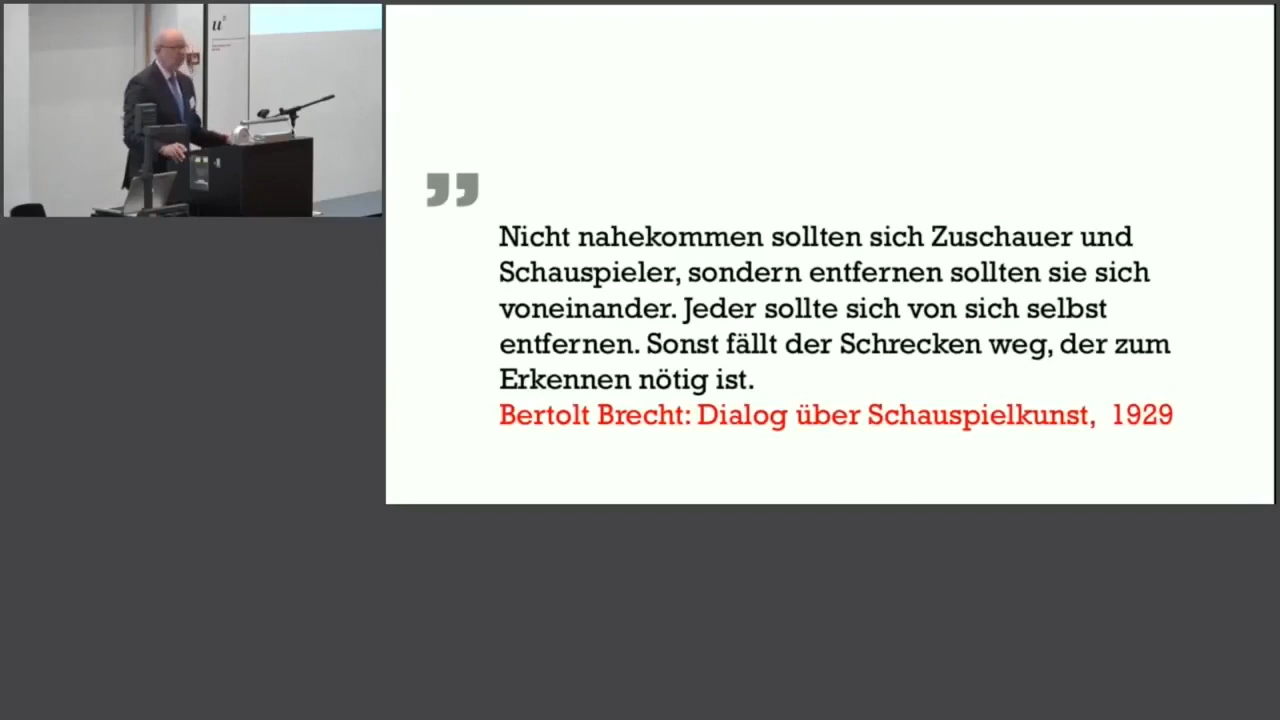 u
”
Nicht nahekommen sollten sich Zuschauer und
Schauspieler, sondern entfernen sollten sie sich
voneinander. Jeder sollte sich von sich selbst
entfernen. Sonst fällt der Schrecken weg, der zum
Erkennen nötig ist.
Bertolt Brecht: Dialog über Schauspielkunst, 1929